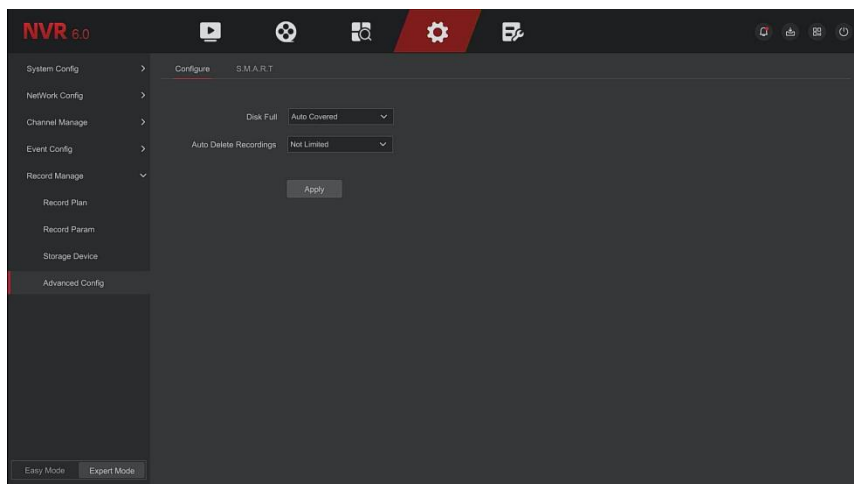 NVR 6.0
System Config
NetWork Config
Channel Manage
Event Config
Record Manage
Record Plan
Record Param
Storage Device
Advanced Config
Easy Mode Expert Mode
Configure S.M.A.R.T
Disk Full Auto Covered
Auto Delete Recordings Not Limited
Apply